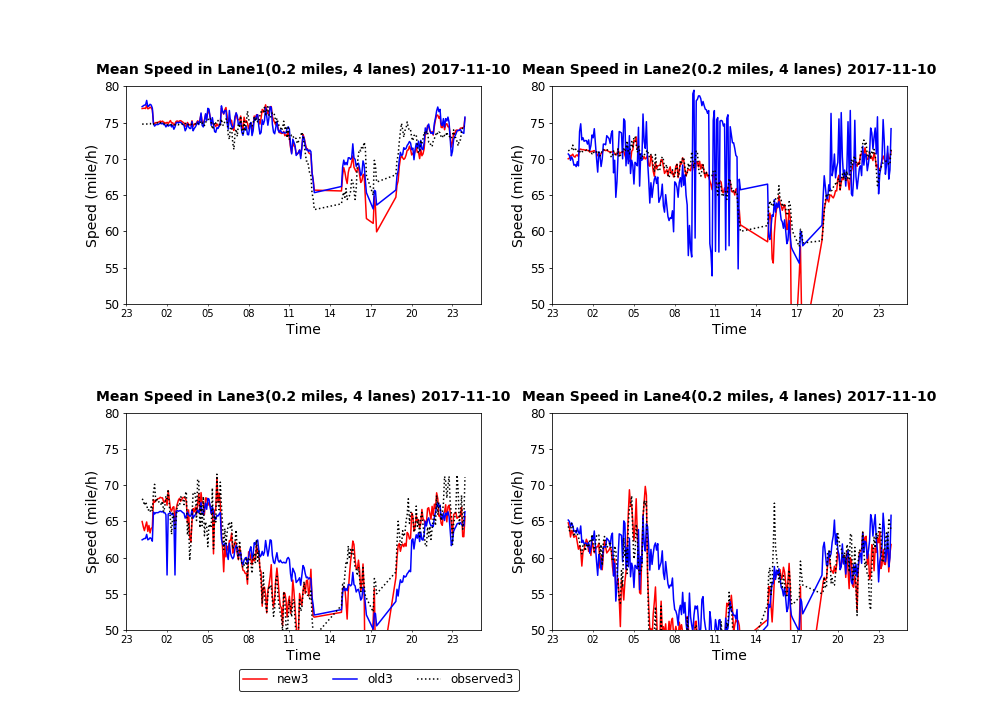 Mean Speed in Lane1(0.2 miles, 4 lanes) 2017-11-10 Mean Speed in Lane2(0.2 miles, 4 lanes) 2017-11-10
80 80
75 75
70 70
65 65
60 60
55 55
50 50
Speed (mile/h) Speed (mile/h)
23 02 05 08 11 14 17 20 23 23 02 05 08 11 14 17 20 23
Time Time
Mean Speed in Lane3(0.2 miles, 4 lanes) 2017-11-10 Mean Speed in Lane4(0.2 miles, 4 lanes) 2017-11-10
80 80
75 75
70 70
65 65
60 60
55 55
50 50
Speed (mile/h) Speed (mile/h)
23 02 05 08 11 14 17 20 23 23 02 05 08 11 14 17 20 23
Time Time
new3 old3 observed3